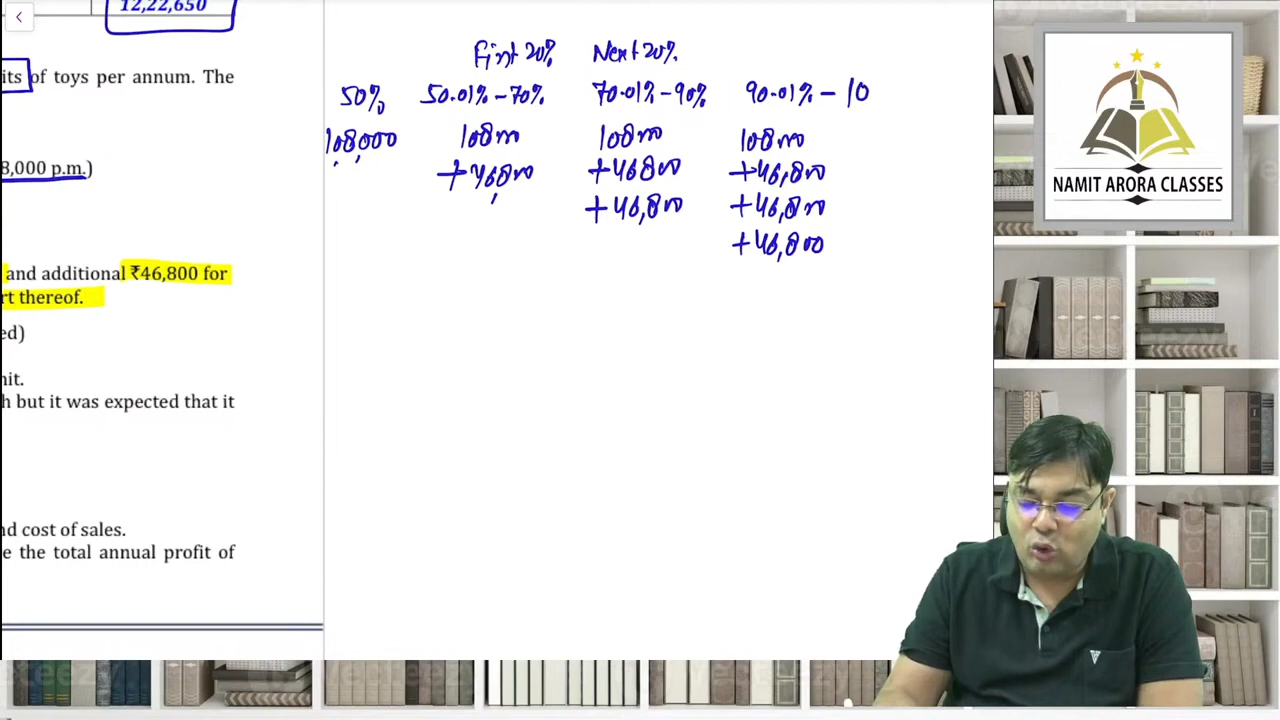 12,22,650
its of toys per annum. The
8,000 p.m.)
and additional ₹46,800 for
rt thereof.
ed)
nit.
h but it was expected that it
nd cost of sales.
e the total annual profit of
First 20% Next 20%
50% 50.01%-70% 70.01%-90% 90.01% - 10
108,000 108000 108000 108000
+46,800 +46800 +46,800
+46,800 +46,800
+46,800
NAMIT ARORA CLASSES